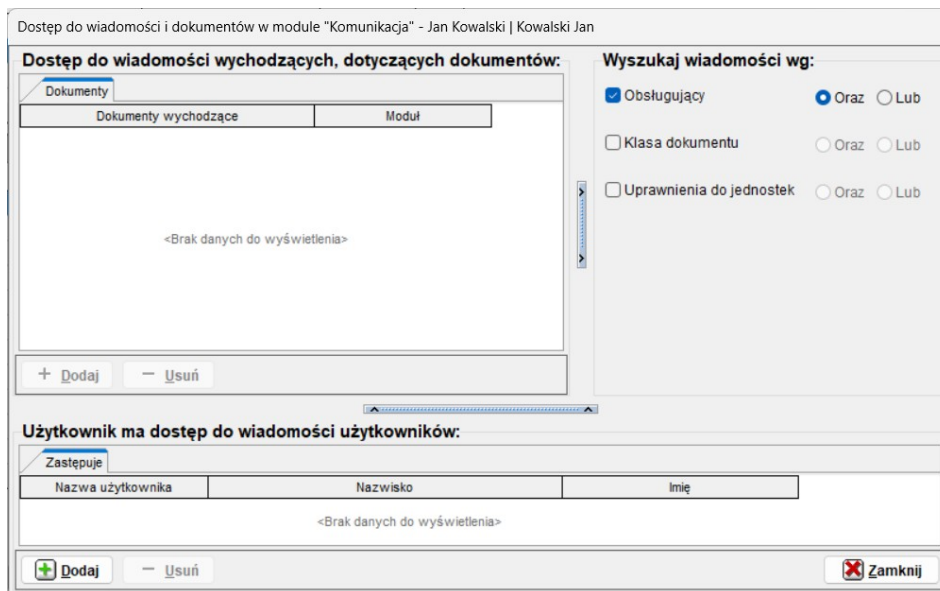 Dostęp do wiadomości i dokumentów w module "Komunikacja" - Jan Kowalski | Kowalski Jan
Dostęp do wiadomości wychodzących, dotyczących dokumentów:
Dokumenty
Dokumenty wychodzące Moduł
<Brak danych do wyświetlenia>
+ Dodaj − Usuń
Wyszukaj wiadomości wg:
Obsługujący Oraz Lub
Klasa dokumentu Oraz Lub
Uprawnienia do jednostek Oraz Lub
Użytkownik ma dostęp do wiadomości użytkowników:
Zastępuje
Nazwa użytkownika Nazwisko Imię
<Brak danych do wyświetlenia>
Dodaj − Usuń Zamknij